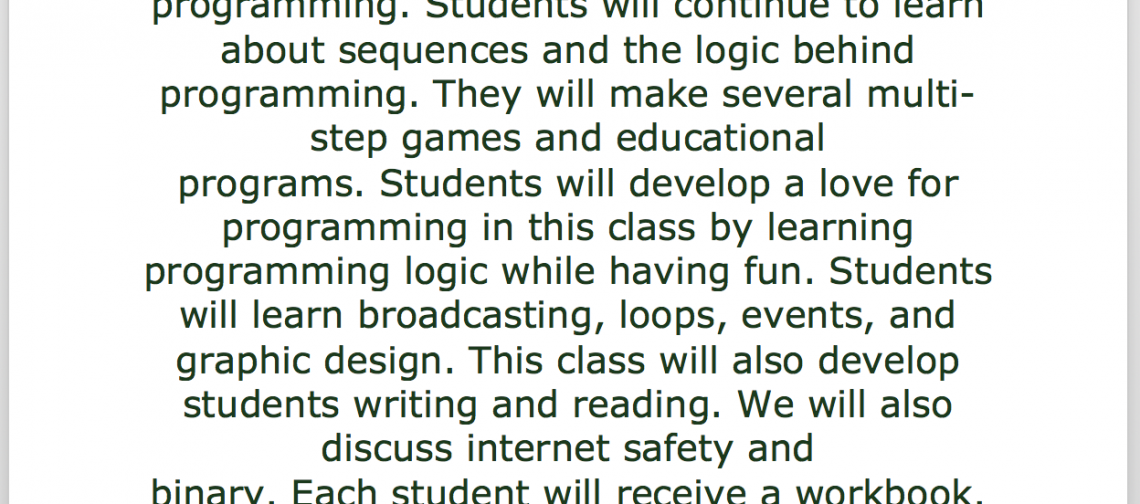 programming. Students will continue to learn
about sequences and the logic behind
programming. They will make several multi-
step games and educational
programs. Students will develop a love for
programming in this class by learning
programming logic while having fun. Students
will learn broadcasting, loops, events, and
graphic design. This class will also develop
students writing and reading. We will also
discuss internet safety and
binary. Each student will receive a workbook.